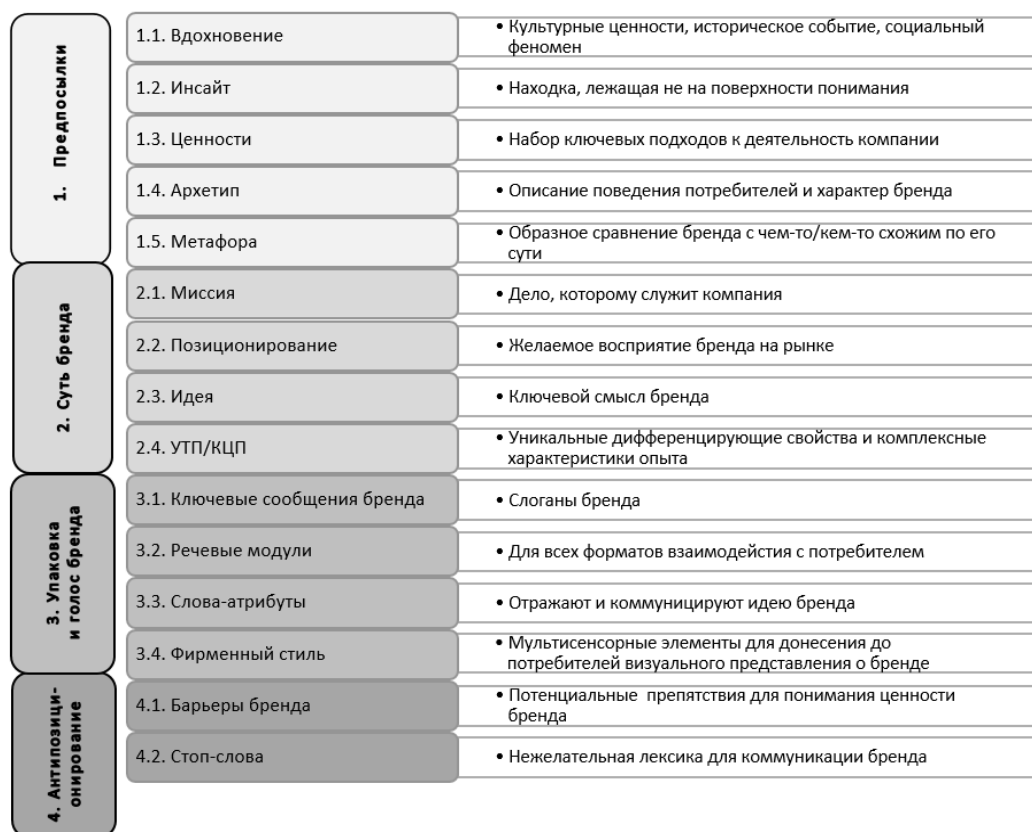 1. Предпосылки
1.1. Вдохновение
• Культурные ценности, историческое событие, социальный
феномен
1.2. Инсайт
• Находка, лежащая не на поверхности понимания
1.3. Ценности
• Набор ключевых подходов к деятельность компании
1.4. Архетип
• Описание поведения потребителей и характер бренда
1.5. Метафора
• Образное сравнение бренда с чем-то/кем-то схожим по его
сути
2. Суть бренда
2.1. Миссия
• Дело, которому служит компания
2.2. Позиционирование
• Желаемое восприятие бренда на рынке
2.3. Идея
• Ключевой смысл бренда
2.4. УТП/КЦП
• Уникальные дифференцирующие свойства и комплексные
характеристики опыта
3. Упаковка
и голос бренда
3.1. Ключевые сообщения бренда
• Слоганы бренда
3.2. Речевые модули
• Для всех форматов взаимодейстия с потребителем
3.3. Слова-атрибуты
• Отражают и коммуницируют идею бренда
3.4. Фирменный стиль
• Мультисенсорные элементы для донесения до
потребителей визуального представления о бренде
4. Антипозици-
онирование
4.1. Барьеры бренда
• Потенциальные препятствия для понимания ценности
бренда
4.2. Стоп-слова
• Нежелательная лексика для коммуникации бренда